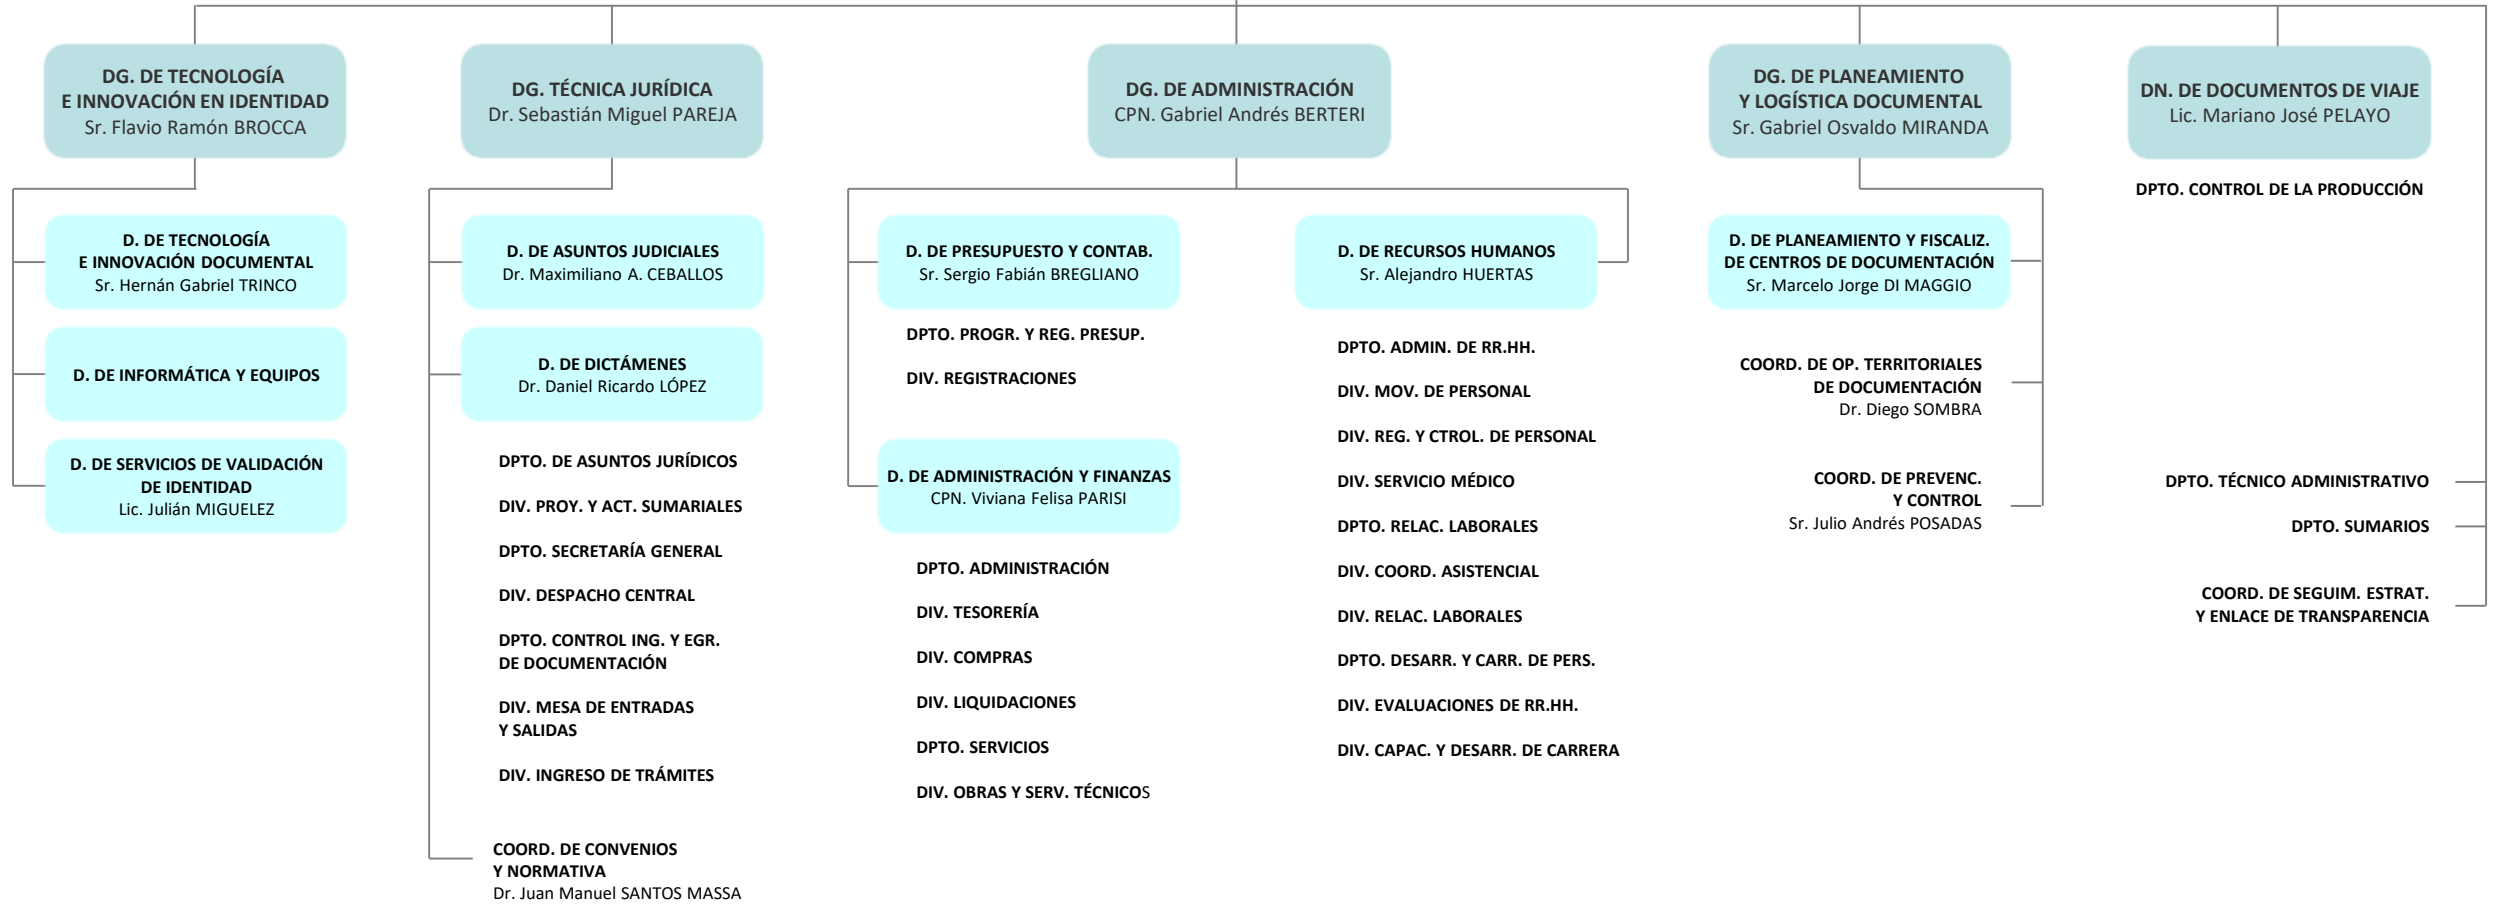 DG. DE TECNOLOGÍA
E INNOVACIÓN EN IDENTIDAD
Sr. Flavio Ramón BROCCA
DG. TÉCNICA JURÍDICA
Dr. Sebastián Miguel PAREJA
DG. DE ADMINISTRACIÓN
CPN. Gabriel Andrés BERTERI
DG. DE PLANEAMIENTO
Y LOGÍSTICA DOCUMENTAL
Sr. Gabriel Osvaldo MIRANDA
DN. DE DOCUMENTOS DE VIAJE
Lic. Mariano José PELAYO
D. DE TECNOLOGÍA
E INNOVACIÓN DOCUMENTAL
Sr. Hernán Gabriel TRINCO
D. DE INFORMÁTICA Y EQUIPOS
D. DE SERVICIOS DE VALIDACIÓN
DE IDENTIDAD
Lic. Julián MIGUELEZ
D. DE ASUNTOS JUDICIALES
Dr. Maximiliano A. CEBALLOS
D. DE DICTÁMENES
Dr. Daniel Ricardo LÓPEZ
DPTO. DE ASUNTOS JURÍDICOS
DIV. PROY. Y ACT. SUMARIALES
DPTO. SECRETARÍA GENERAL
DIV. DESPACHO CENTRAL
DPTO. CONTROL ING. Y EGR.
DE DOCUMENTACIÓN
DIV. MESA DE ENTRADAS
Y SALIDAS
DIV. INGRESO DE TRÁMITES
COORD. DE CONVENIOS
Y NORMATIVA
Dr. Juan Manuel SANTOS MASSA
D. DE PRESUPUESTO Y CONTAB.
Sr. Sergio Fabián BREGLIANO
DPTO. PROGR. Y REG. PRESUP.
DIV. REGISTRACIONES
D. DE ADMINISTRACIÓN Y FINANZAS
CPN. Viviana Felisa PARISI
DPTO. ADMINISTRACIÓN
DIV. TESORERÍA
DIV. COMPRAS
DIV. LIQUIDACIONES
DPTO. SERVICIOS
DIV. OBRAS Y SERV. TÉCNICOS
D. DE RECURSOS HUMANOS
Sr. Alejandro HUERTAS
DPTO. ADMIN. DE RR.HH.
DIV. MOV. DE PERSONAL
DIV. REG. Y CTROL. DE PERSONAL
DIV. SERVICIO MÉDICO
DPTO. RELAC. LABORALES
DIV. COORD. ASISTENCIAL
DIV. RELAC. LABORALES
DPTO. DESARR. Y CARR. DE PERS.
DIV. EVALUACIONES DE RR.HH.
DIV. CAPAC. Y DESARR. DE CARRERA
D. DE PLANEAMIENTO Y FISCALIZ.
DE CENTROS DE DOCUMENTACIÓN
Sr. Marcelo Jorge DI MAGGIO
COORD. DE OP. TERRITORIALES
DE DOCUMENTACIÓN
Dr. Diego SOMBRA
COORD. DE PREVENC.
Y CONTROL
Sr. Julio Andrés POSADAS
DPTO. CONTROL DE LA PRODUCCIÓN
DPTO. TÉCNICO ADMINISTRATIVO
DPTO. SUMARIOS
COORD. DE SEGUIM. ESTRAT.
Y ENLACE DE TRANSPARENCIA